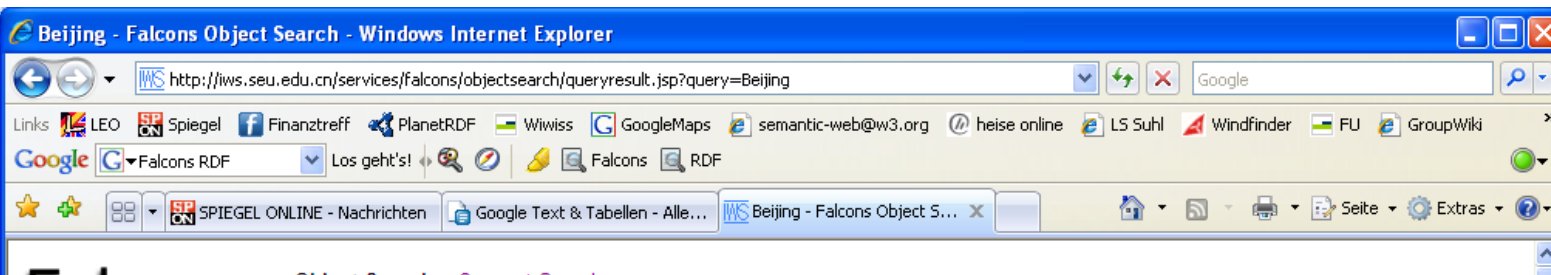 Beijing - Falcons Object Search - Windows Internet Explorer
http://iws.seu.edu.cn/services/falcons/objectsearch/queryresult.jsp?query=Beijing Google
Links LEO Spiegel Finanztreff PlanetRDF Wiwiss GoogleMaps semantic-web@w3.org heise online LS Suhl Windfinder FU GroupWiki
Google Falcons RDF Los geht's! Falcons RDF
SPIEGEL ONLINE - Nachrichten Google Text & Tabellen - Alle... Beijing - Falcons Object S... Seite Extras